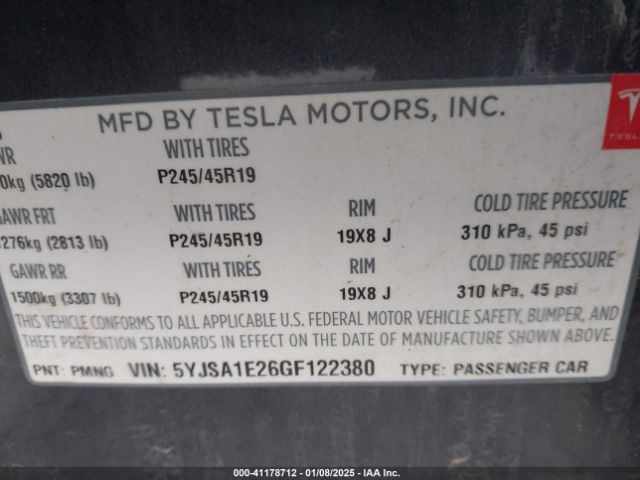 MFD BY TESLA MOTORS, INC.
TESLA
WITH TIRES
0kg (5820 lb) P245/45R19
GAWR FRT WITH TIRES RIM COLD TIRE PRESSURE
276kg (2813 lb) P245/45R19 19X8 J 310 kPa, 45 psi
GAWR RR WITH TIRES RIM COLD TIRE PRESSURE
1500kg (3307 lb) P245/45R19 19X8 J 310 kPa, 45 psi
THIS VEHICLE CONFORMS TO ALL APPLICABLE U.S. FEDERAL MOTOR VEHICLE SAFETY, BUMPER, AND
THEFT PREVENTION STANDARDS IN EFFECT ON THE DATE OF MANUFACTURE SHOWN ABOVE.
PNT: PMNG VIN: 5YJSA1E26GF122380 TYPE: PASSENGER CAR
000-41178712 - 01/08/2025 - IAA Inc.